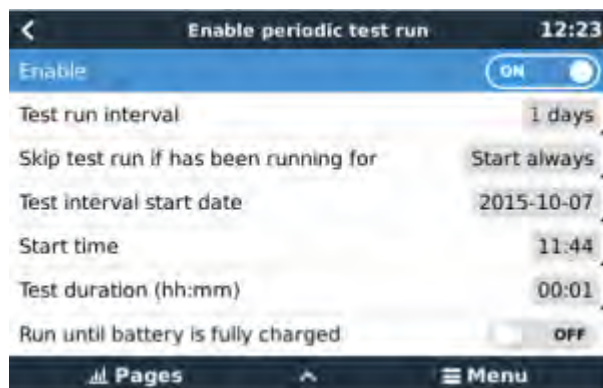 Enable periodic test run 12:23
Enable ON
Test run interval 1 days
Skip test run if has been running for Start always
Test interval start date 2015-10-07
Start time 11:44
Test duration (hh:mm) 00:01
Run until battery is fully charged OFF
Pages Menu